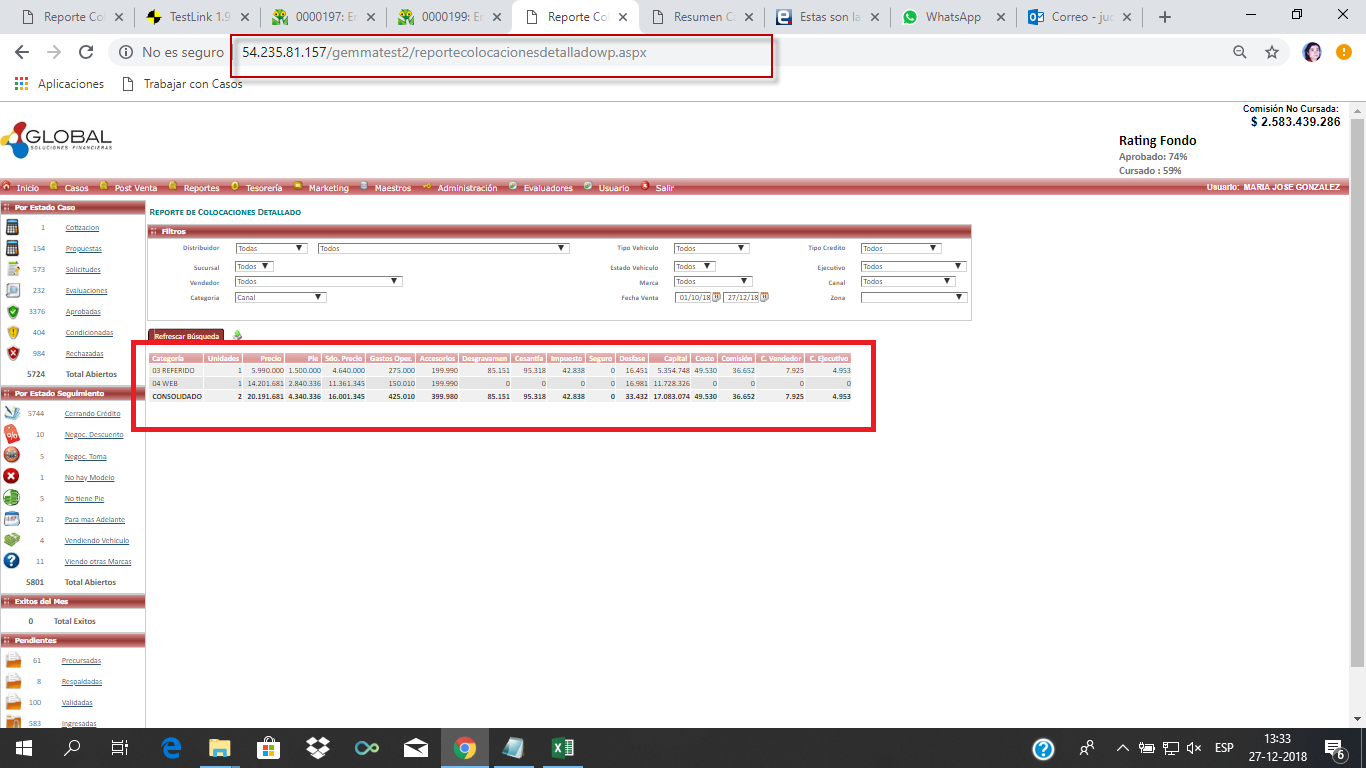 Reporte Co
TestLink 1.9
0000197: Er
0000199: Er
Reporte Col
Resumen C
Estas son la
WhatsApp
Correo - juc
No es seguro
54.235.81.157/gemmatest2/reportecolocacionesdetalladowp.aspx
Aplicaciones
Trabajar con Casos
GLOBAL
SOLUCIONES FINANCIERAS
Comisión No Cursada:
$ 2.583.439.286
Rating Fondo
Aprobado: 74%
Cursado : 59%
Inicio Casos Post Venta Reportes Tesorería Marketing Maestros Administración Evaluadores Usuario Salir
Usuario: MARIA JOSE GONZALEZ
Por Estado Caso
1 Cotizacion
154 Propuestas
573 Solicitudes
232 Evaluaciones
3376 Aprobadas
404 Condicionadas
984 Rechazadas
5724 Total Abiertos
Por Estado Seguimiento
5744 Cerrando Crédito
10 Negoc. Descuento
5 Negoc. Toma
1 No hay Modelo
5 No tiene Pie
21 Para mas Adelante
4 Vendiendo Vehiculo
11 Viendo otras Marcas
5801 Total Abiertos
Exitos del Mes
0 Total Exitos
Pendientes
61 Precursadas
8 Respaldadas
100 Validadas
583 Ingresadas
REPORTE DE COLOCACIONES DETALLADO
Filtros
Distribuidor Todas Todos Tipo Vehiculo Todos Tipo Credito Todos
Sucursal Todos Estado Vehiculo Todos Ejecutivo Todos
Vendedor Todos Marca Todos Canal Todos
Categoria Canal Fecha Venta 01/10/18 27/12/18 Zona
Refrescar Búsqueda
Categoría Unidades Precio Pie Sdo. Precio Gastos Oper. Accesorios Desgravamen Cesantía Impuesto Seguro Desfase Capital Costo Comisión C. Vendedor C. Ejecutivo
03 REFERIDO 1 5.990.000 1.500.000 4.640.000 275.000 199.990 85.151 95.318 42.838 0 16.451 5.354.748 49.530 36.652 7.925 4.953
04 WEB 1 14.201.681 2.840.336 11.361.345 150.010 199.990 0 0 0 0 16.981 11.728.326 0 0 0 0
CONSOLIDADO 2 20.191.681 4.340.336 16.001.345 425.010 399.980 85.151 95.318 42.838 0 33.432 17.083.074 49.530 36.652 7.925 4.953
ESP
13:33
27-12-2018
6